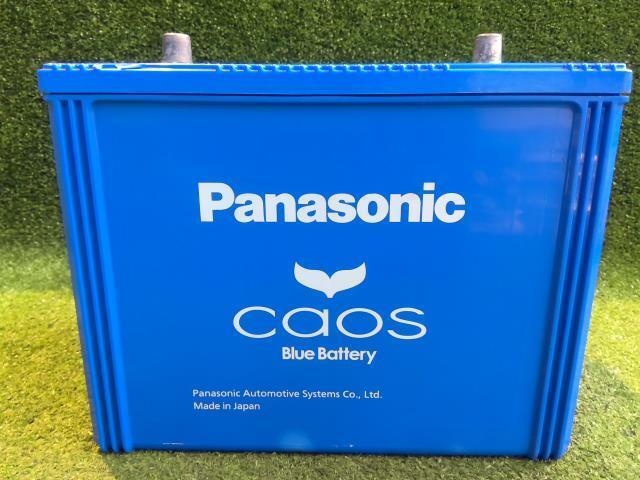 Panasonic
caos
Blue Battery
Panasonic Automotive Systems Co., Ltd.
Made in Japan